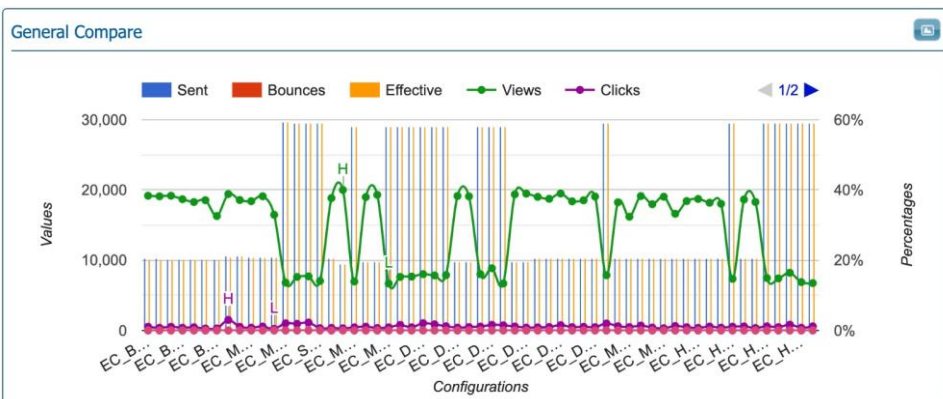 General Compare
Sent Bounces Effective Views Clicks 1/2
30,000 60%
20,000 40%
10,000 20%
0 0%
H
L
H
L
Values
Percentages
EC_B... EC_B... EC_B... EC_M... EC_M... EC_S... EC_M... EC_M... EC_D... EC_D... EC_D... EC_D... EC_D... EC_M... EC_M... EC_H... EC_H... EC_H... EC_H...
Configurations